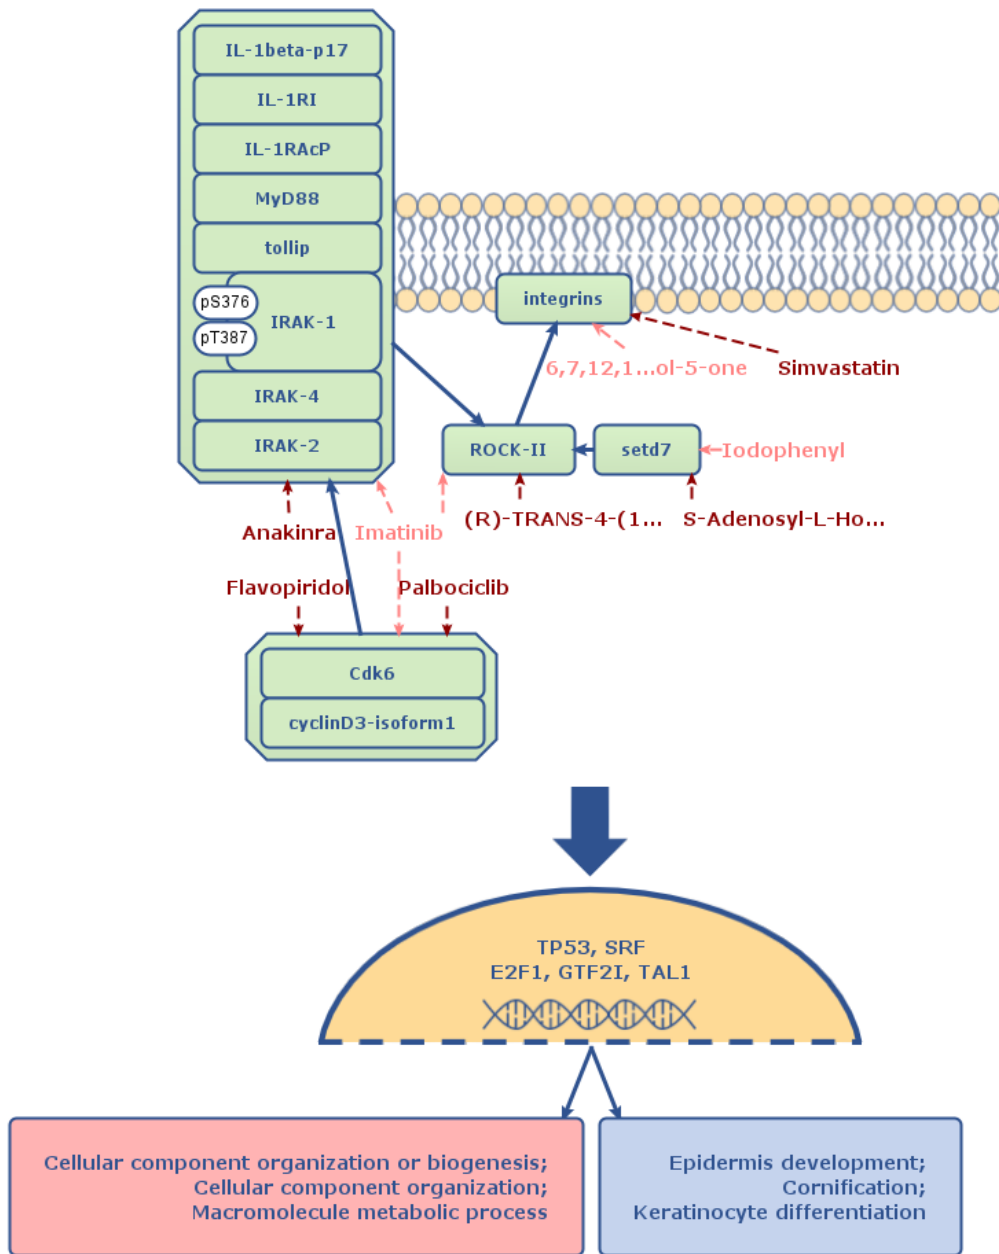 IL-1beta-p17
IL-1RI
IL-1RAcP
MyD88
tollip
pS376
IRAK-1
pT387
IRAK-4
IRAK-2
integrins
6,7,12,1...ol-5-one
Simvastatin
ROCK-II
setd7
Iodophenyl
(R)-TRANS-4-(1...
S-Adenosyl-L-Ho...
Anakinra
Imatinib
Flavopiridol
Palbociclib
Cdk6
cyclinD3-isoform1
TP53, SRF
E2F1, GTF2I, TAL1
Cellular component organization or biogenesis;
Cellular component organization;
Macromolecule metabolic process
Epidermis development;
Cornification;
Keratinocyte differentiation